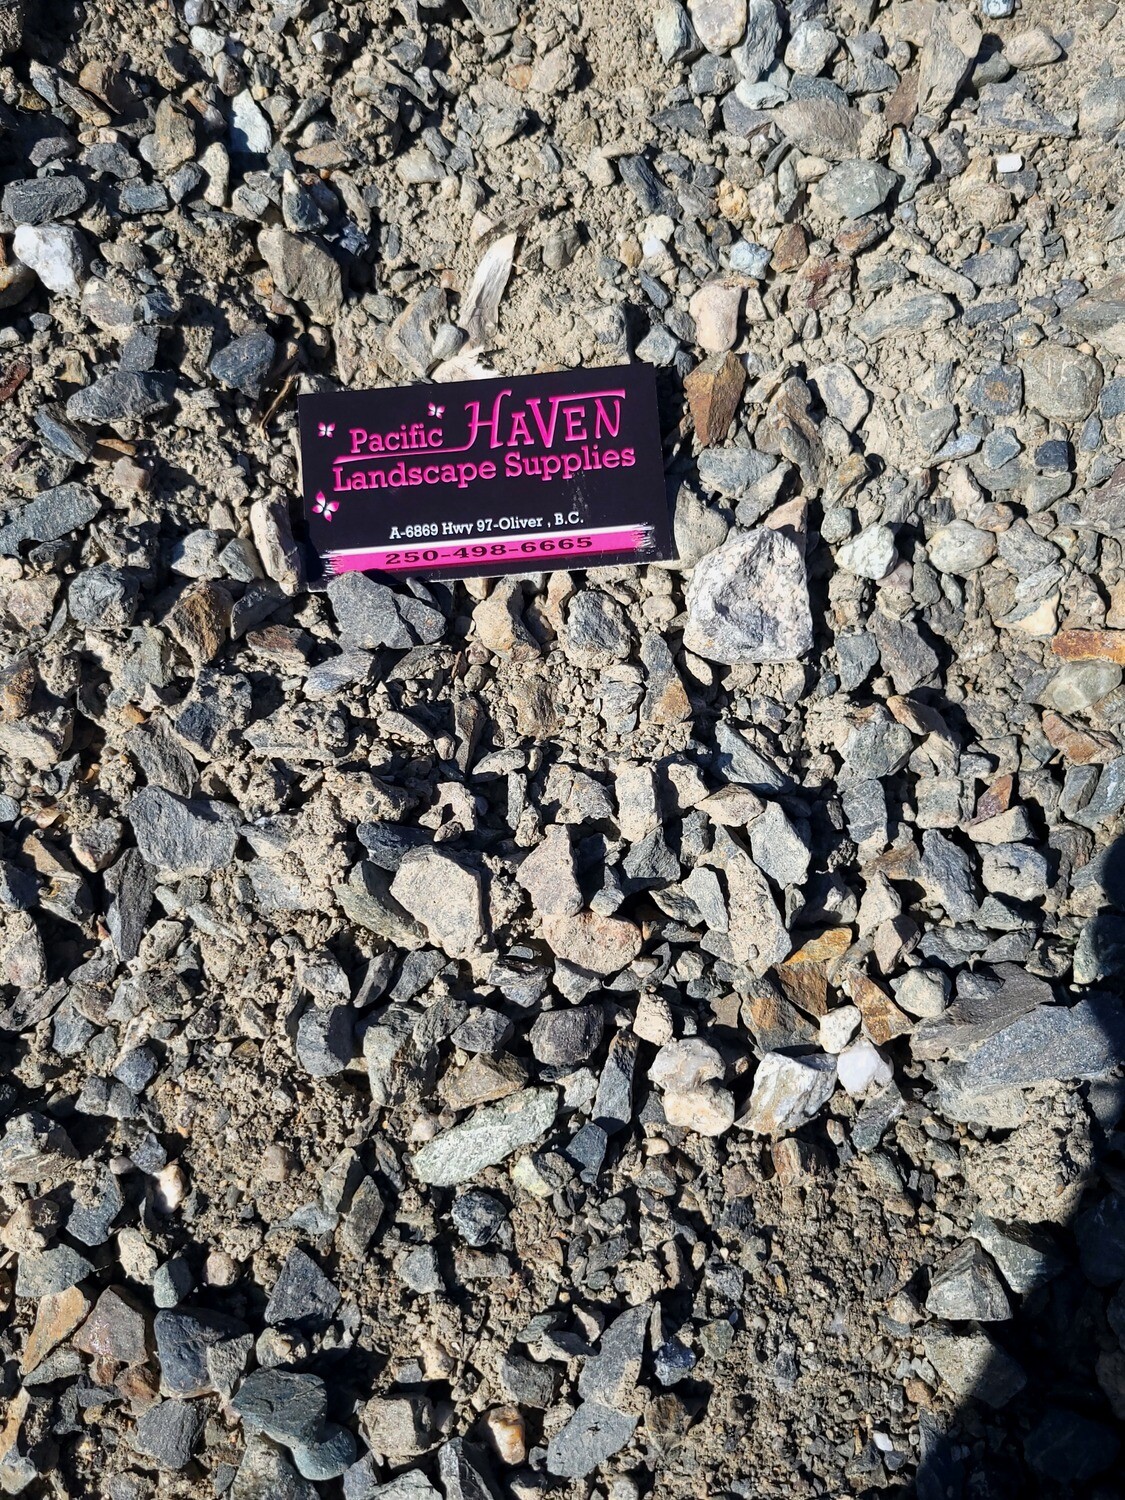 Pacific HAVEN
Landscape Supplies
A-6869 Hwy 97-Oliver , B.C.
250-498-6665